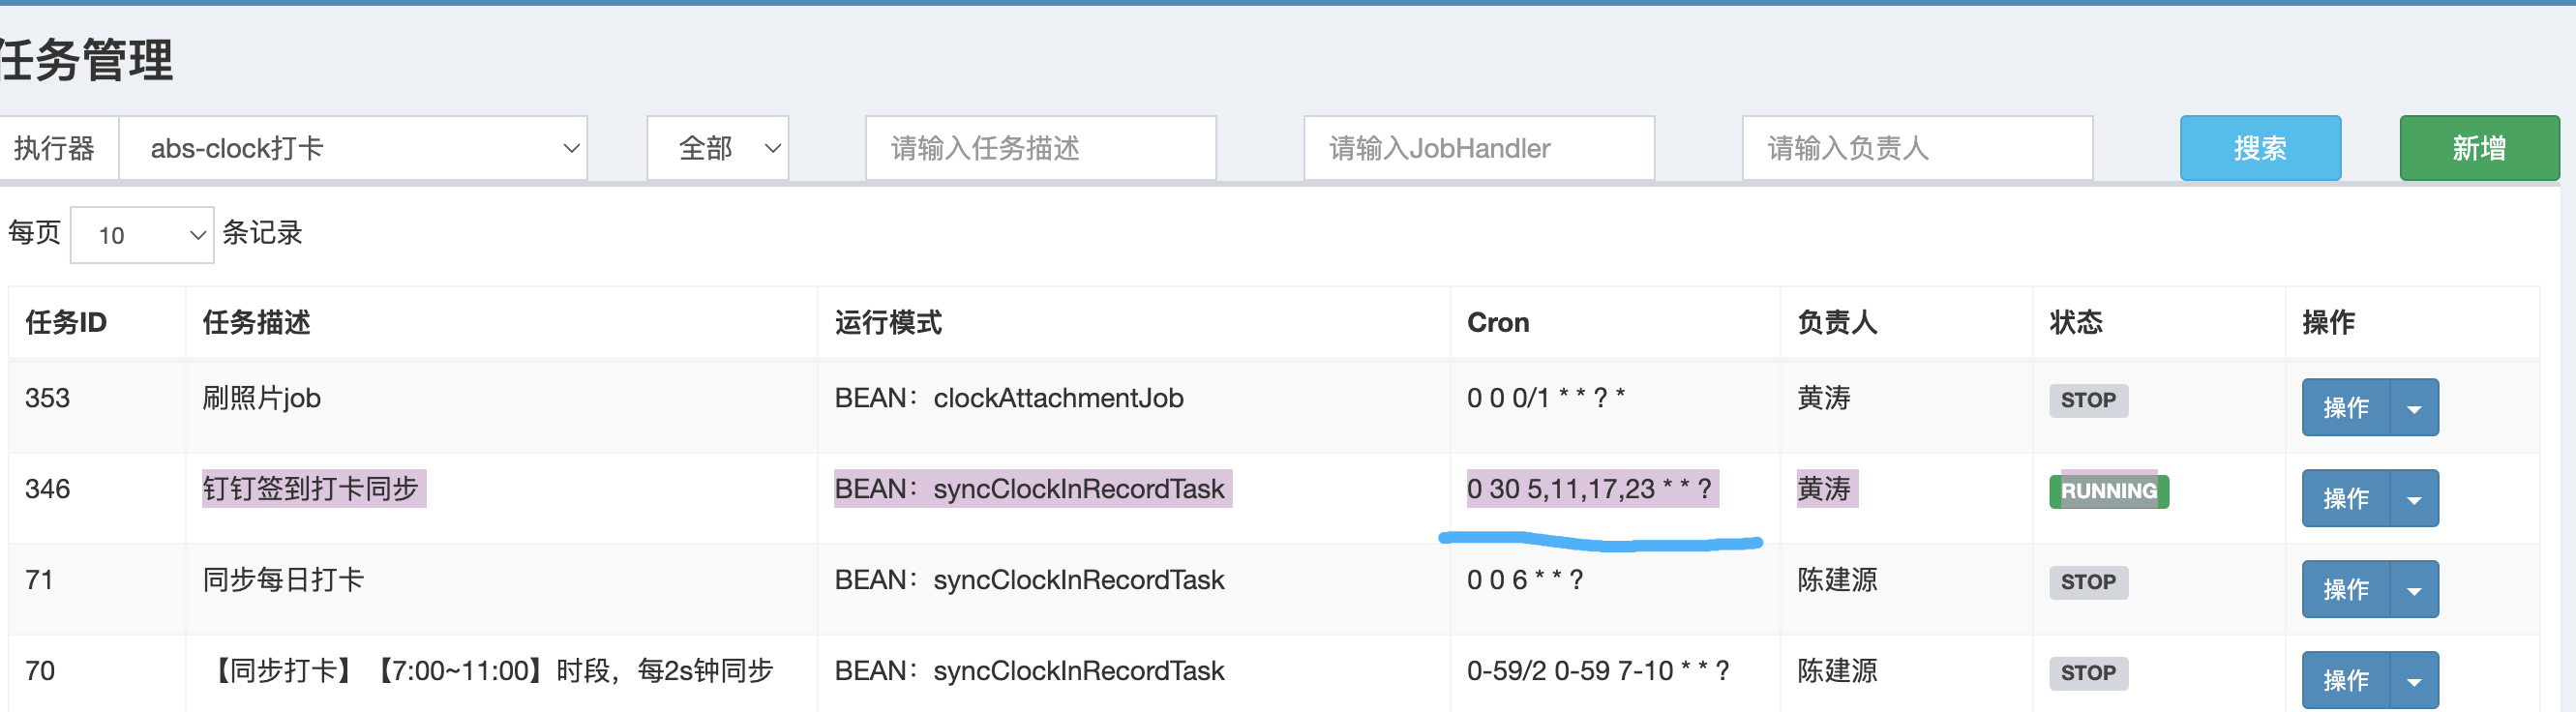 任务管理
执行器 abs-clock打卡 全部 请输入任务描述 请输入JobHandler 请输入负责人 搜索 新增
每页 10 条记录
任务ID 任务描述 运行模式 Cron 负责人 状态 操作
353 刷照片job BEAN：clockAttachmentJob 0 0 0/1 * * ? * 黄涛 STOP 操作
346 钉钉签到打卡同步 BEAN：syncClockInRecordTask 0 30 5,11,17,23 * * ? 黄涛 RUNNING 操作
71 同步每日打卡 BEAN：syncClockInRecordTask 0 0 6 * * ? 陈建源 STOP 操作
70 【同步打卡】【7:00~11:00】时段，每2s钟同步 BEAN：syncClockInRecordTask 0-59/2 0-59 7-10 * * ? 陈建源 STOP 操作